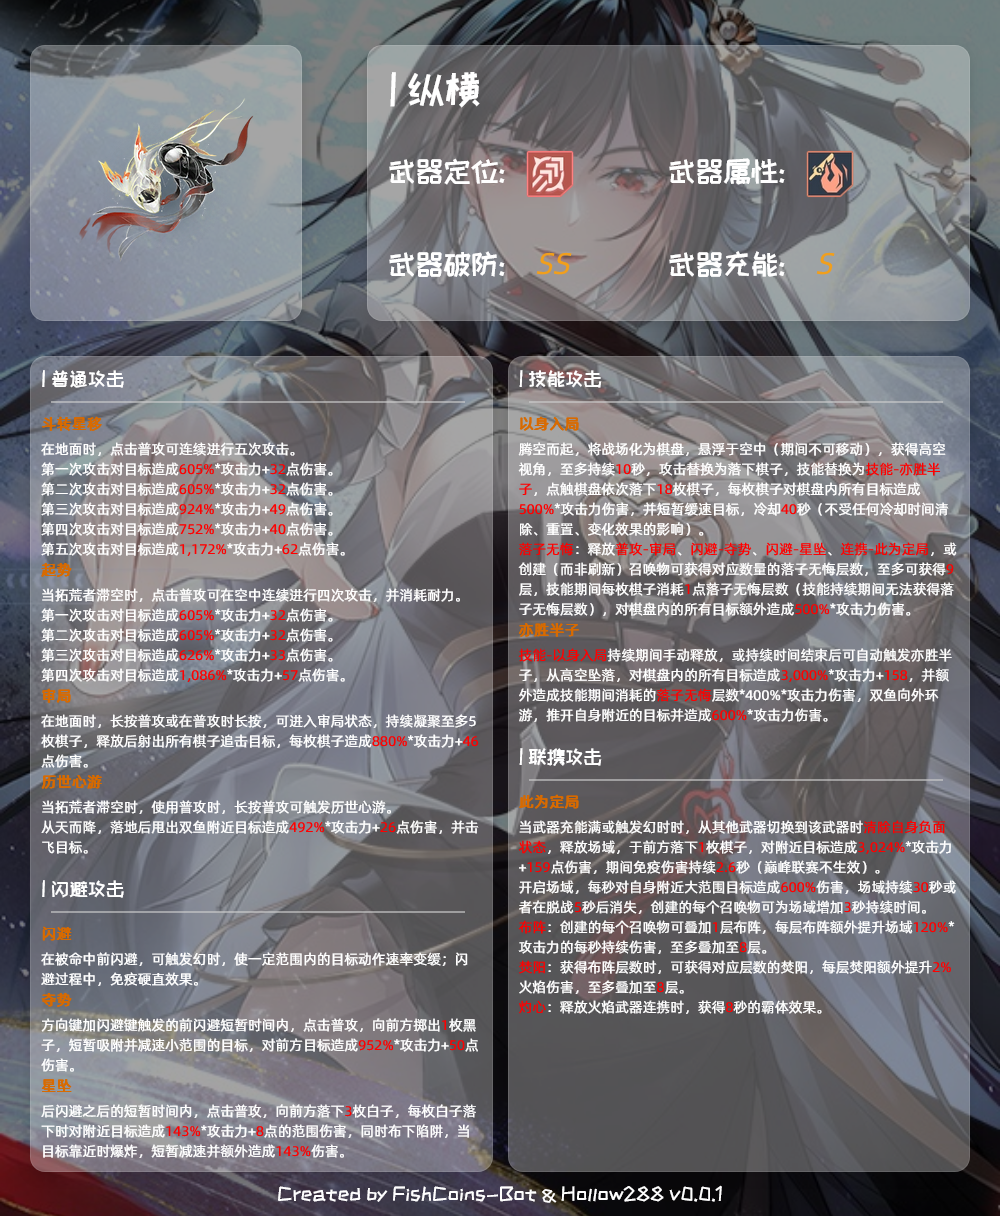 纵横
武器定位:
武器属性:
武器破防: SS
武器充能: S
普通攻击
斗转星移
在地面时，点击普攻可连续进行五次攻击。
第一次攻击对目标造成605%*攻击力+32点伤害。
第二次攻击对目标造成605%*攻击力+32点伤害。
第三次攻击对目标造成924%*攻击力+49点伤害。
第四次攻击对目标造成752%*攻击力+40点伤害。
第五次攻击对目标造成1,172%*攻击力+62点伤害。
起势
当拓荒者滞空时，点击普攻可在空中连续进行四次攻击，并消耗耐力。
第一次攻击对目标造成605%*攻击力+32点伤害。
第二次攻击对目标造成605%*攻击力+32点伤害。
第三次攻击对目标造成626%*攻击力+33点伤害。
第四次攻击对目标造成1,086%*攻击力+57点伤害。
审局
在地面时，长按普攻或在普攻时长按，可进入审局状态，持续凝聚至多5
枚棋子，释放后射出所有棋子追击目标，每枚棋子造成880%*攻击力+46
点伤害。
历世心游
当拓荒者滞空时，使用普攻时，长按普攻可触发历世心游。
从天而降，落地后甩出双鱼附近目标造成492%*攻击力+26点伤害，并击
飞目标。
闪避攻击
闪避
在被命中前闪避，可触发幻时，使一定范围内的目标动作速率变缓；闪
避过程中，免疫硬直效果。
夺势
方向键加闪避键触发的前闪避短暂时间内，点击普攻，向前方掷出1枚黑
子，短暂吸附并减速小范围的目标，对前方目标造成952%*攻击力+50点
伤害。
星坠
后闪避之后的短暂时间内，点击普攻，向前方落下3枚白子，每枚白子落
下时对附近目标造成143%*攻击力+8点的范围伤害，同时布下陷阱，当
目标靠近时爆炸，短暂减速并额外造成143%伤害。
技能攻击
以身入局
腾空而起，将战场化为棋盘，悬浮于空中（期间不可移动），获得高空
视角，至多持续10秒，攻击替换为落下棋子，技能替换为技能-亦胜半
子，点触棋盘依次落下18枚棋子，每枚棋子对棋盘内所有目标造成
500%*攻击力伤害，并短暂缓速目标，冷却40秒（不受任何冷却时间清
除、重置、变化效果的影响）。
落子无悔：释放蓄攻-审局、闪避-夺势、闪避-星坠、连携-此为定局，或
创建（而非刷新）召唤物可获得对应数量的落子无悔层数，至多可获得9
层，技能期间每枚棋子消耗1点落子无悔层数（技能持续期间无法获得落
子无悔层数），对棋盘内的所有目标额外造成500%*攻击力伤害。
亦胜半子
技能-以身入局持续期间手动释放，或持续时间结束后可自动触发亦胜半
子，从高空坠落，对棋盘内的所有目标造成3,000%*攻击力+158，并额
外造成技能期间消耗的落子无悔层数*400%*攻击力伤害，双鱼向外环
游，推开自身附近的目标并造成600%*攻击力伤害。
联携攻击
此为定局
当武器充能满或触发幻时时，从其他武器切换到该武器时清除自身负面
状态，释放场域，于前方落下1枚棋子，对附近目标造成3,024%*攻击力
+159点伤害，期间免疫伤害持续2.6秒（巅峰联赛不生效）。
开启场域，每秒对自身附近大范围目标造成600%伤害，场域持续30秒或
者在脱战5秒后消失，创建的每个召唤物可为场域增加3秒持续时间。
布阵：创建的每个召唤物可叠加1层布阵，每层布阵额外提升场域120%*
攻击力的每秒持续伤害，至多叠加至层。
焚阳：获得布阵层数时，可获得对应层数的焚阳，每层焚阳额外提升2%
火焰伤害，至多叠加至层。
灼心：释放火焰武器连携时，获得秒的霸体效果。
Created by FishCoins-Bot & Hollow288 v0.0.1